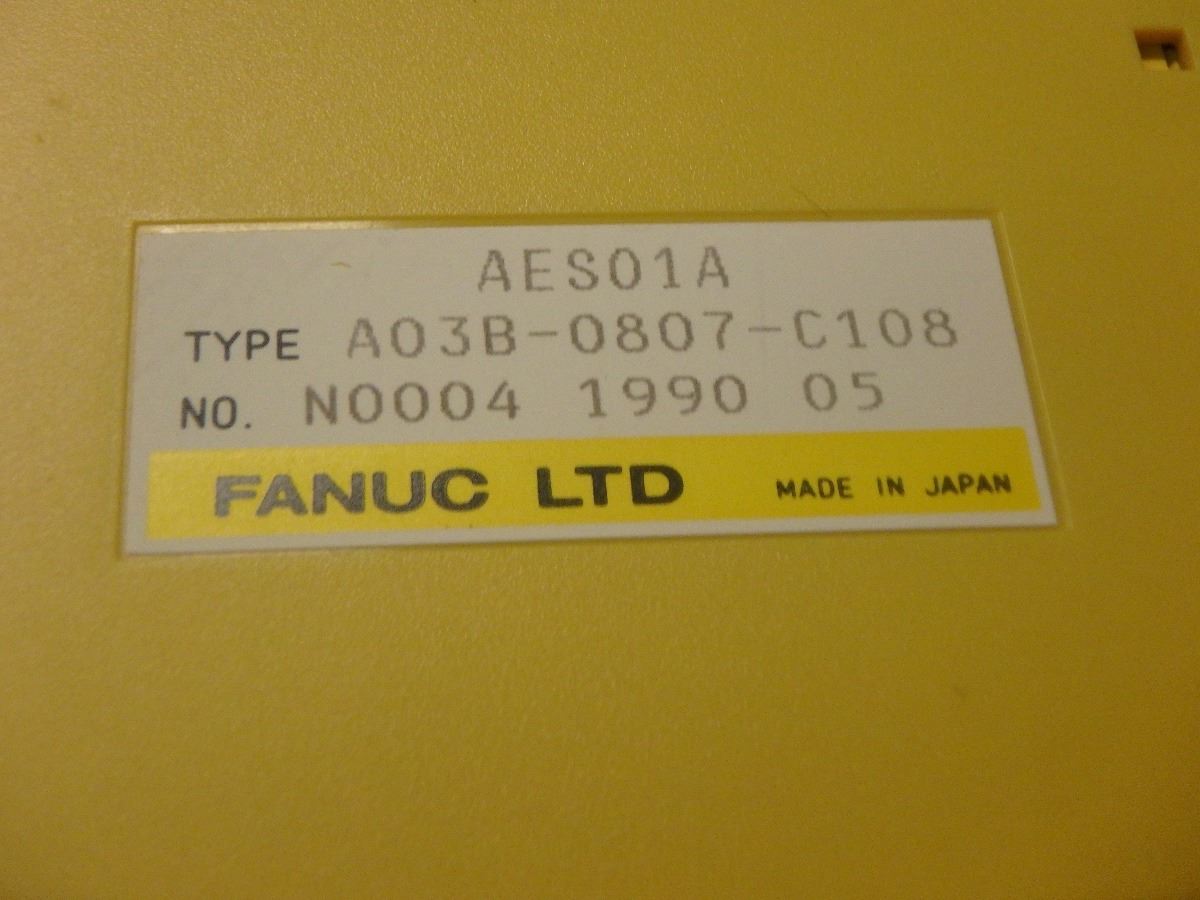 AES01A
TYPE A03B-0807-C108
NO. N0004 1990 05
FANUC LTD MADE IN JAPAN